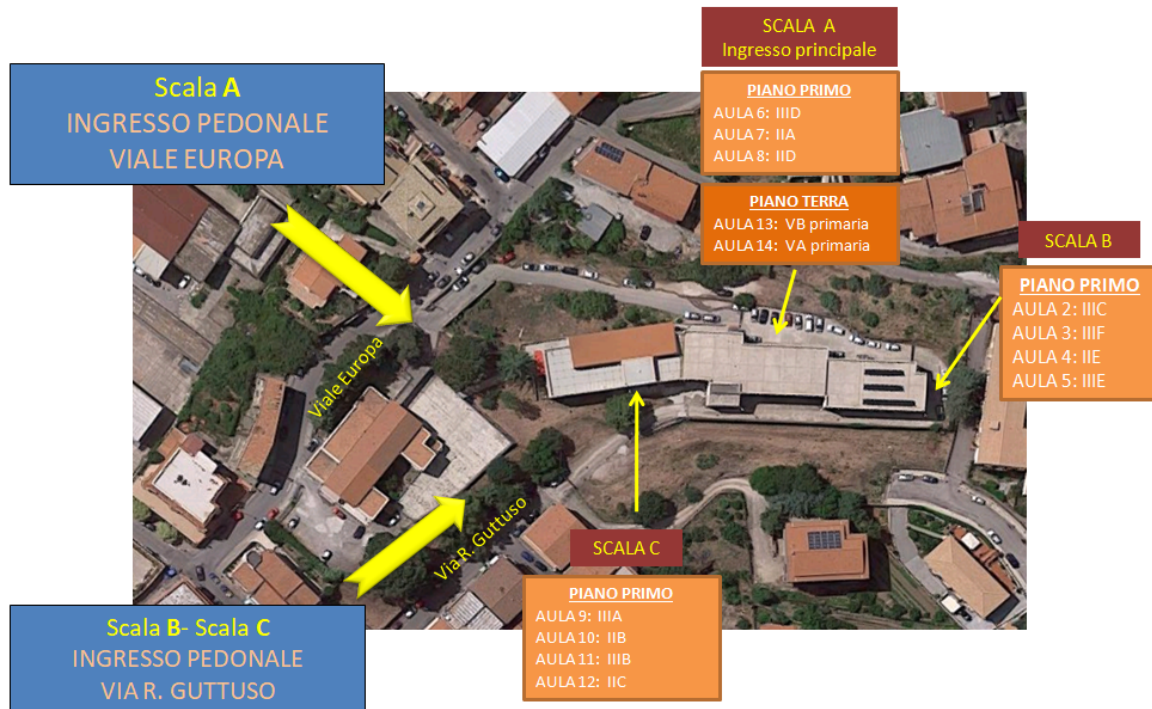 SCALA A
Ingresso principale
Scala A
INGRESSO PEDONALE
VIALE EUROPA
PIANO PRIMO
AULA 6: IIID
AULA 7: IIA
AULA 8: IID
PIANO TERRA
AULA 13: VB primaria
AULA 14: VA primaria
SCALA B
PIANO PRIMO
AULA 2: IIIC
AULA 3: IIIF
AULA 4: IIE
AULA 5: IIIE
Viale Europa
Via R. Guttuso
SCALA C
PIANO PRIMO
AULA 9: IIIA
AULA 10: IIB
AULA 11: IIIB
AULA 12: IIC
Scala B- Scala C
INGRESSO PEDONALE
VIA R. GUTTUSO